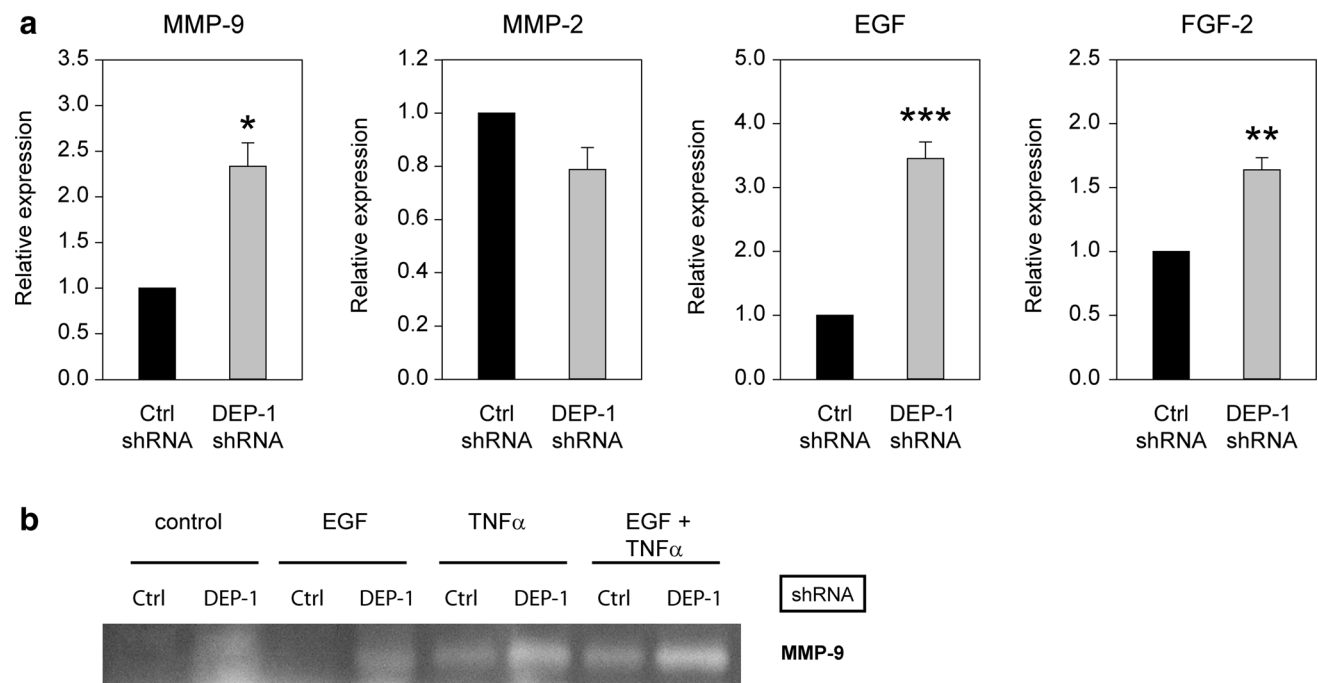 a
MMP-9
MMP-2
EGF
FGF-2
Relative expression
3.5
3.0
2.5
2.0
1.5
1.0
0.5
0.0
*
Ctrl shRNA
DEP-1 shRNA
Relative expression
1.2
1.0
0.8
0.6
0.4
0.2
0.0
Ctrl shRNA
DEP-1 shRNA
Relative expression
5.0
4.0
3.0
2.0
1.0
0.0
***
Ctrl shRNA
DEP-1 shRNA
Relative expression
2.5
2.0
1.5
1.0
0.5
0.0
**
Ctrl shRNA
DEP-1 shRNA
b
control
EGF
TNFα
EGF +
TNFα
Ctrl DEP-1 Ctrl DEP-1 Ctrl DEP-1 Ctrl DEP-1
shRNA
MMP-9